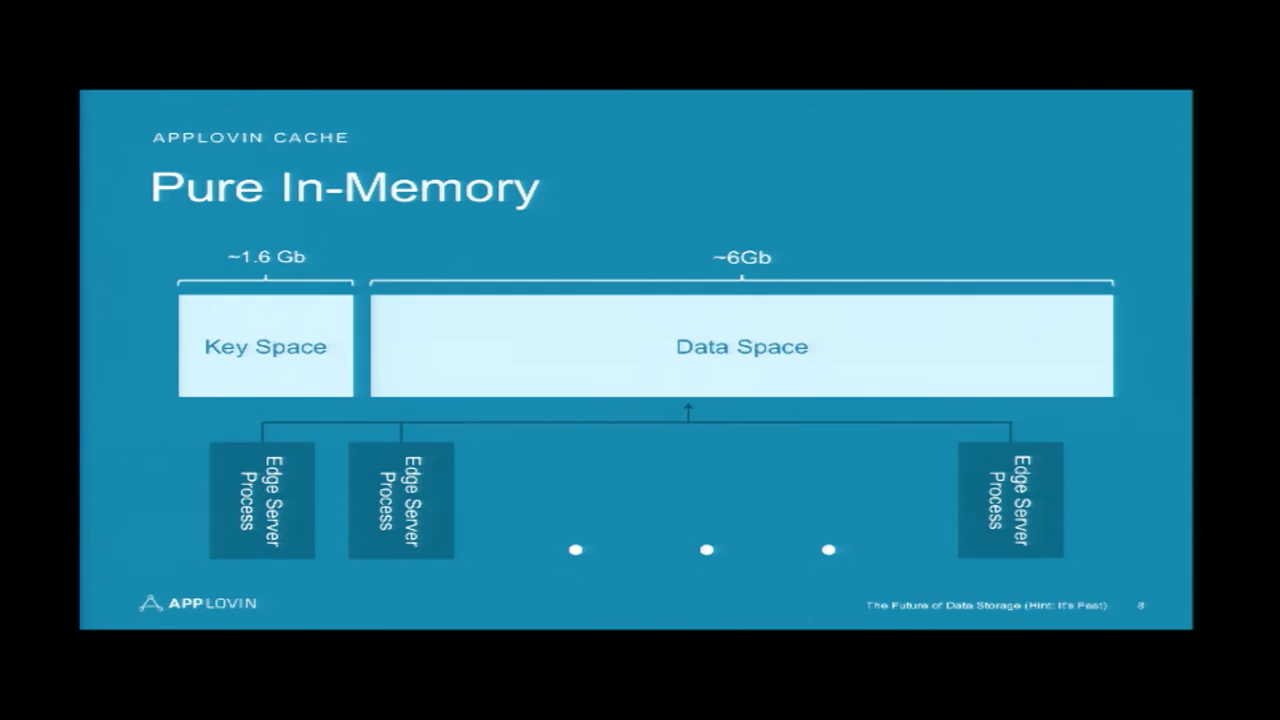 APPLOVIN CACHE
Pure In-Memory
~1.6 Gb
~6Gb
Key Space
Data Space
Edge Server
Process
Edge Server
Process
Edge Server
Process
APPLOVIN
The Future of Data Storage (Hint: It's Fast)
8